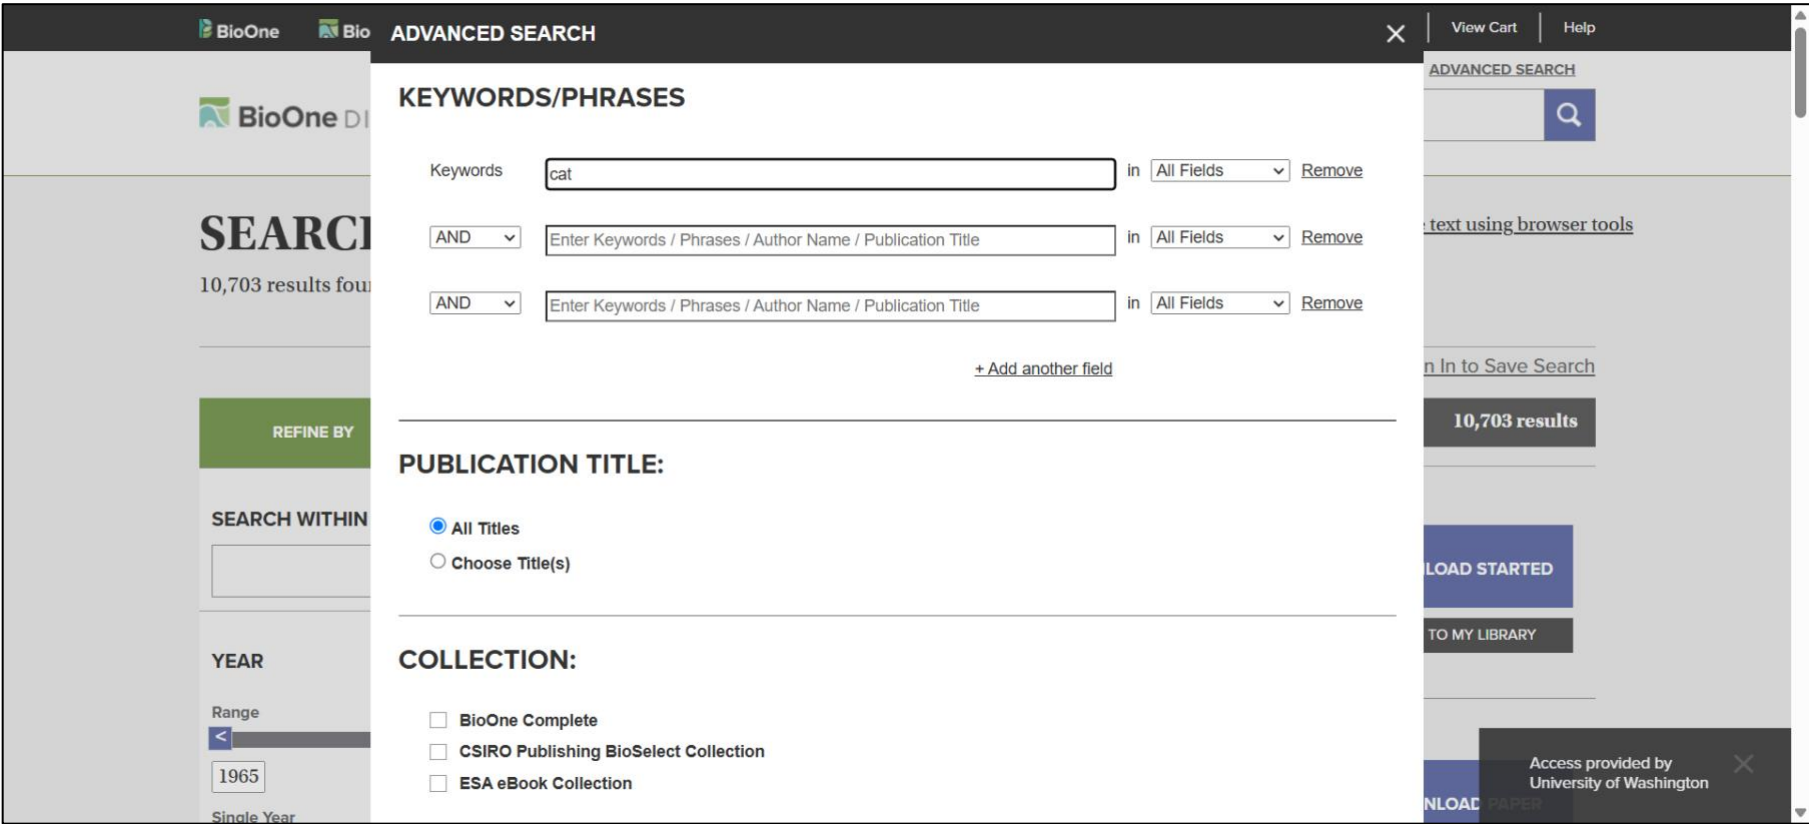 BioOne
Bio
ADVANCED SEARCH
View Cart
Help
ADVANCED SEARCH
BioOne DI
KEYWORDS/PHRASES
Keywords
cat
in
All Fields
Remove
AND
Enter Keywords / Phrases / Author Name / Publication Title
in
All Fields
Remove
AND
Enter Keywords / Phrases / Author Name / Publication Title
in
All Fields
Remove
+ Add another field
SEARCH
text using browser tools
10,703 results fou
n In to Save Search
REFINE BY
10,703 results
PUBLICATION TITLE:
All Titles
Choose Title(s)
SEARCH WITHIN
LOAD STARTED
TO MY LIBRARY
COLLECTION:
BioOne Complete
CSIRO Publishing BioSelect Collection
ESA eBook Collection
YEAR
Range
<
1965
Single Year
Access provided by
University of Washington
NLOAD PAPER